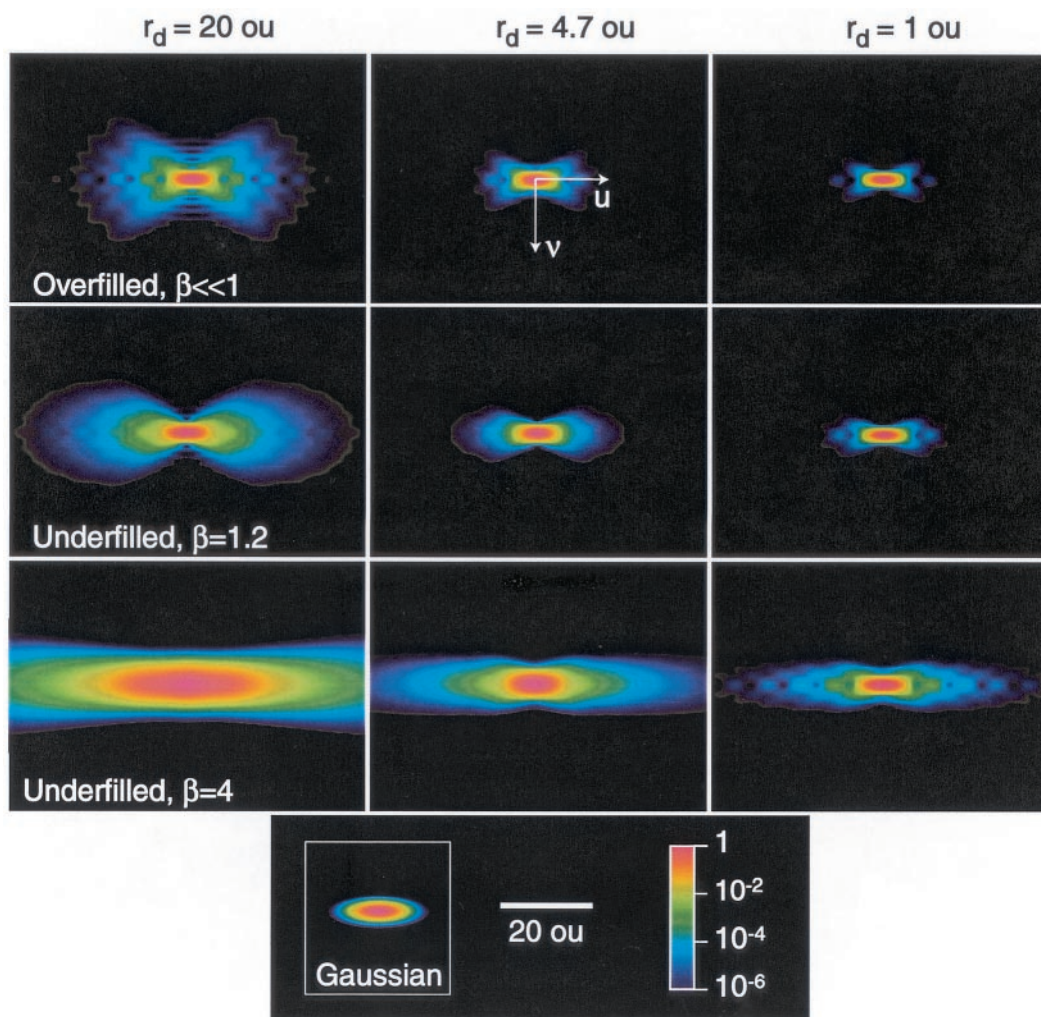 r_d = 20 ou
r_d = 4.7 ou
r_d = 1 ou
u
ν
Overfilled, β<<1
Underfilled, β=1.2
Underfilled, β=4
Gaussian
20 ou
1
10⁻²
10⁻⁴
10⁻⁶